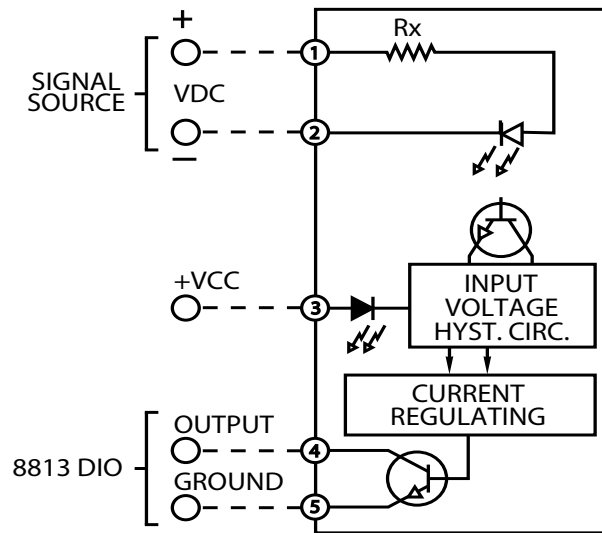 +
1
Rx
SIGNAL
SOURCE
VDC
2
–
+VCC
3
INPUT
VOLTAGE
HYST. CIRC.
CURRENT
REGULATING
OUTPUT
4
8813 DIO
GROUND
5